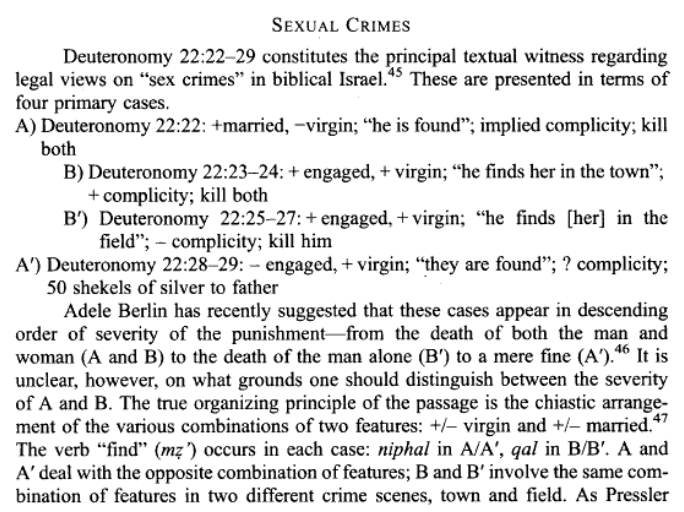 SEXUAL CRIMES
Deuteronomy 22:22–29 constitutes the principal textual witness regarding
legal views on “sex crimes” in biblical Israel.45 These are presented in terms of
four primary cases.
A) Deuteronomy 22:22: +married, −virgin; “he is found”; implied complicity; kill
both
B) Deuteronomy 22:23–24: + engaged, + virgin; “he finds her in the town”;
+ complicity; kill both
B′) Deuteronomy 22:25–27: + engaged, + virgin; “he finds [her] in the
field”; − complicity; kill him
A′) Deuteronomy 22:28–29: − engaged, + virgin; “they are found”; ? complicity;
50 shekels of silver to father
Adele Berlin has recently suggested that these cases appear in descending
order of severity of the punishment—from the death of both the man and
woman (A and B) to the death of the man alone (B′) to a mere fine (A′).46 It is
unclear, however, on what grounds one should distinguish between the severity
of A and B. The true organizing principle of the passage is the chiastic arrange-
ment of the various combinations of two features: +/− virgin and +/− married.47
The verb “find” (mẓʾ) occurs in each case: niphal in A/A′, qal in B/B′. A and
A′ deal with the opposite combination of features; B and B′ involve the same com-
bination of features in two different crime scenes, town and field. As Pressler